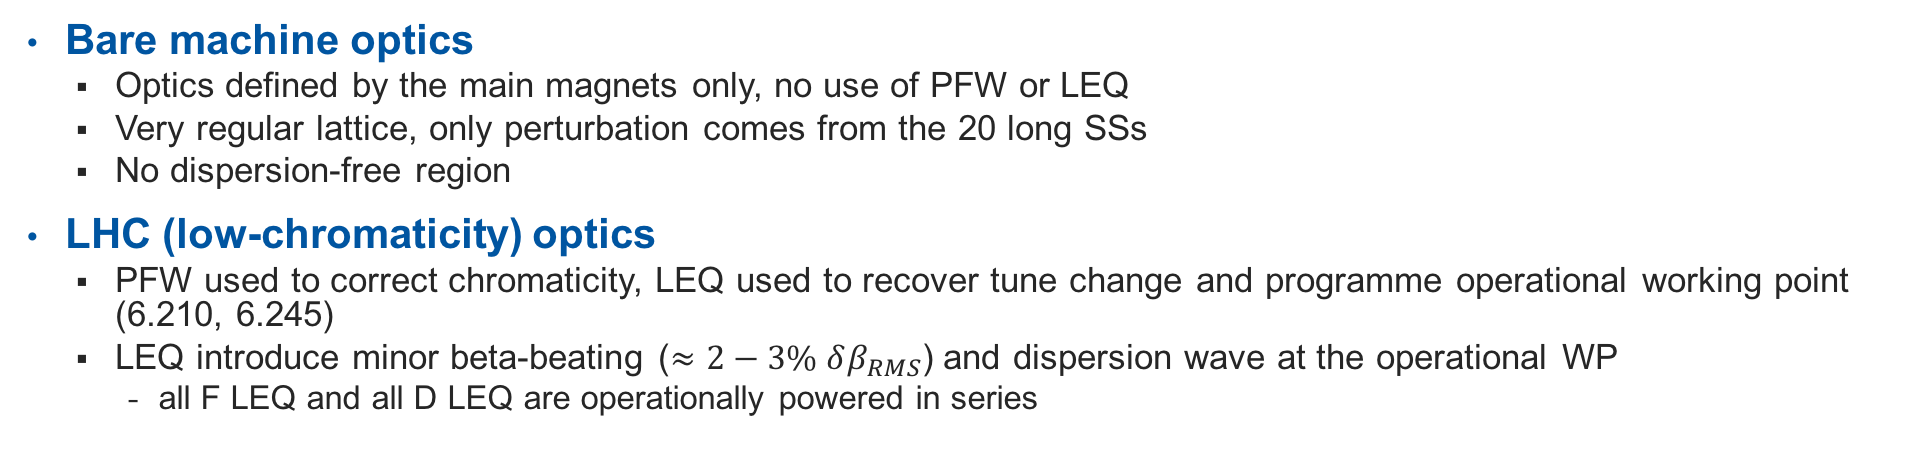 • Bare machine optics
▪ Optics defined by the main magnets only, no use of PFW or LEQ
▪ Very regular lattice, only perturbation comes from the 20 long SSs
▪ No dispersion-free region
• LHC (low-chromaticity) optics
▪ PFW used to correct chromaticity, LEQ used to recover tune change and programme operational working point
(6.210, 6.245)
▪ LEQ introduce minor beta-beating (≈ 2 − 3% δβ_RMS) and dispersion wave at the operational WP
- all F LEQ and all D LEQ are operationally powered in series